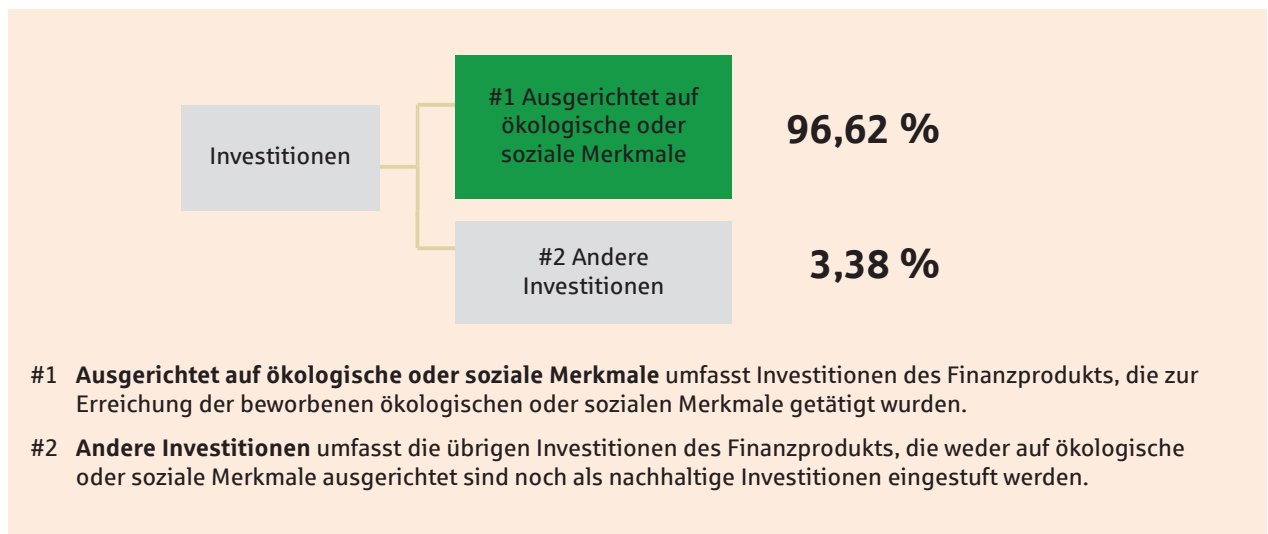 Investitionen
#1 Ausgerichtet auf
ökologische oder
soziale Merkmale
96,62 %
#2 Andere
Investitionen
3,38 %
#1 Ausgerichtet auf ökologische oder soziale Merkmale umfasst Investitionen des Finanzprodukts, die zur
Erreichung der beworbenen ökologischen oder sozialen Merkmale getätigt wurden.
#2 Andere Investitionen umfasst die übrigen Investitionen des Finanzprodukts, die weder auf ökologische
oder soziale Merkmale ausgerichtet sind noch als nachhaltige Investitionen eingestuft werden.